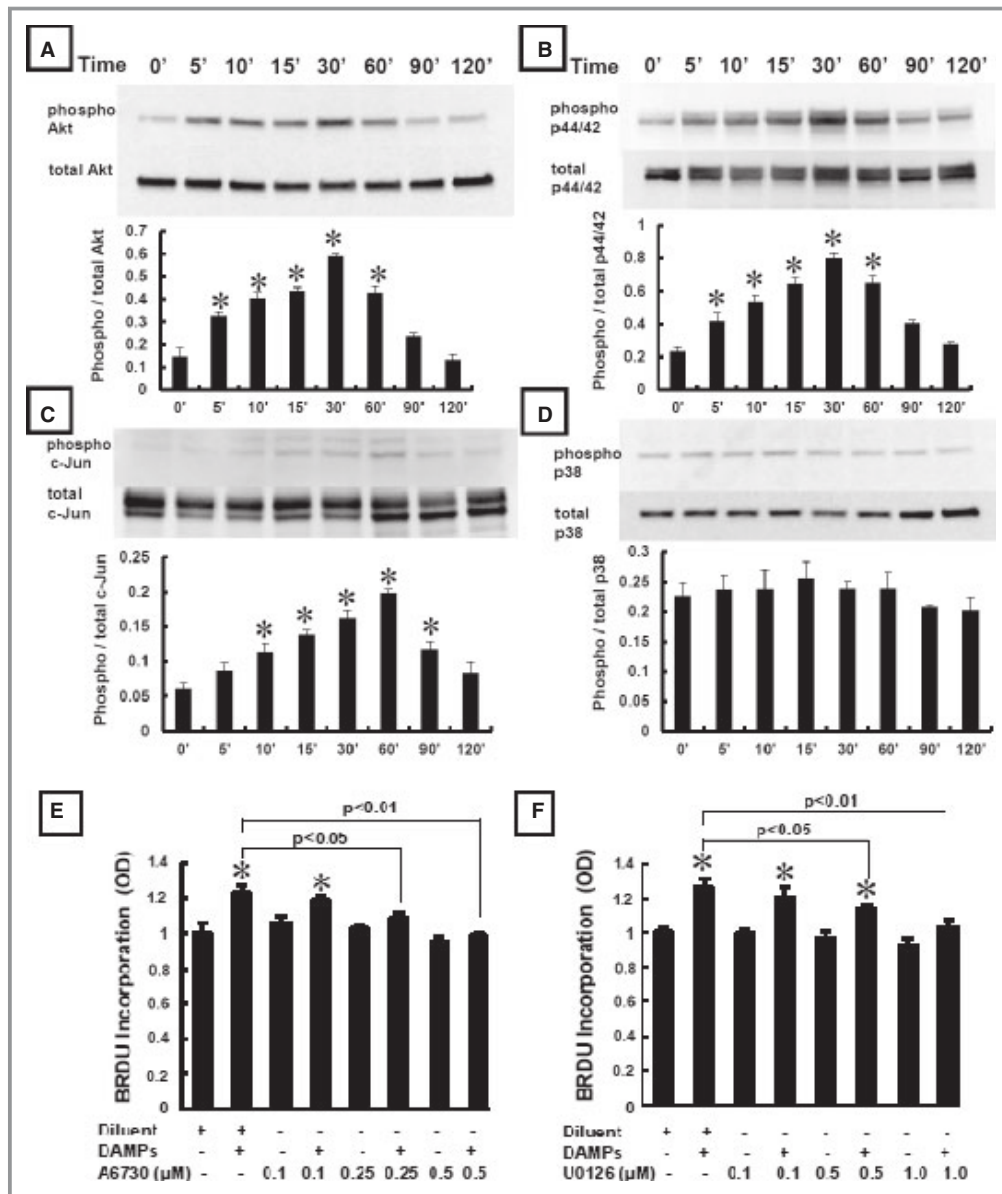 A
Time 0' 5' 10' 15' 30' 60' 90' 120'
phospho
Akt
total Akt
Phospho / total Akt
0.7
0.6
0.5
0.4
0.3
0.2
0.1
0
* * * * *
0' 5' 10' 15' 30' 60' 90' 120'
B
Time 0' 5' 10' 15' 30' 60' 90' 120'
phospho
p44/42
total
p44/42
Phospho / total p44/42
1
0.8
0.6
0.4
0.2
0
* * * * *
0' 5' 10' 15' 30' 60' 90' 120'
C
phospho
c-Jun
total
c-Jun
Phospho / total c-Jun
0.25
0.2
0.15
0.1
0.05
0
* * * * *
0' 5' 10' 15' 30' 60' 90' 120'
D
phospho
p38
total
p38
Phospho / total p38
0.3
0.25
0.2
0.15
0.1
0.05
0
0' 5' 10' 15' 30' 60' 90' 120'
E
p<0.01
p<0.05
BRDU Incorporation (OD)
1.4
1.2
1
0.8
0.6
0.4
0.2
0
* *
Diluent + + - - - - - -
DAMPs - + - + - + - +
A6730 (µM) - - 0.1 0.1 0.25 0.25 0.5 0.5
F
p<0.01
p<0.05
BRDU Incorporation (OD)
1.4
1.2
1
0.8
0.6
0.4
0.2
0
* * *
Diluent + + - - - - - -
DAMPs - + - + - + - +
U0126 (µM) - - 0.1 0.1 0.5 0.5 1.0 1.0